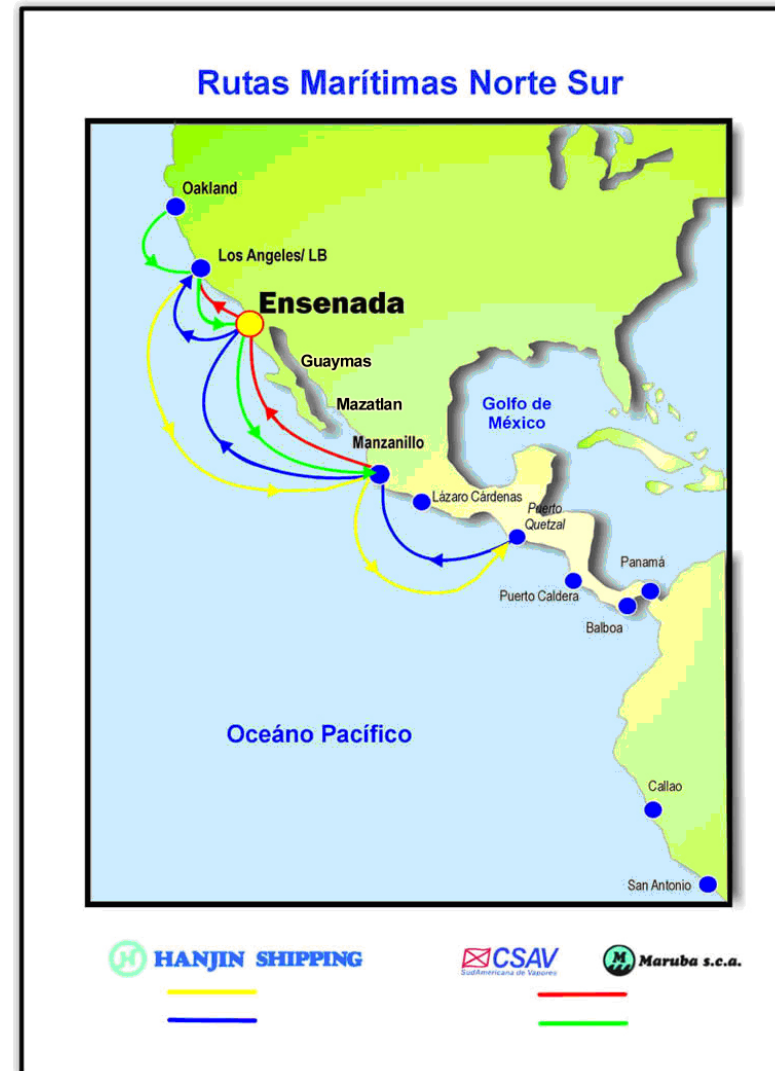 Rutas Marítimas Norte Sur
Oakland
Los Angeles/ LB
Ensenada
Guaymas
Mazatlan
Golfo de
México
Manzanillo
Lázaro Cárdenas
Puerto
Quetzal
Panamá
Puerto Caldera
Balboa
Oceáno Pacífico
Callao
San Antonio
H HANJIN SHIPPING
CSAV
SudAmericana de Vapores
M Maruba s.c.a.